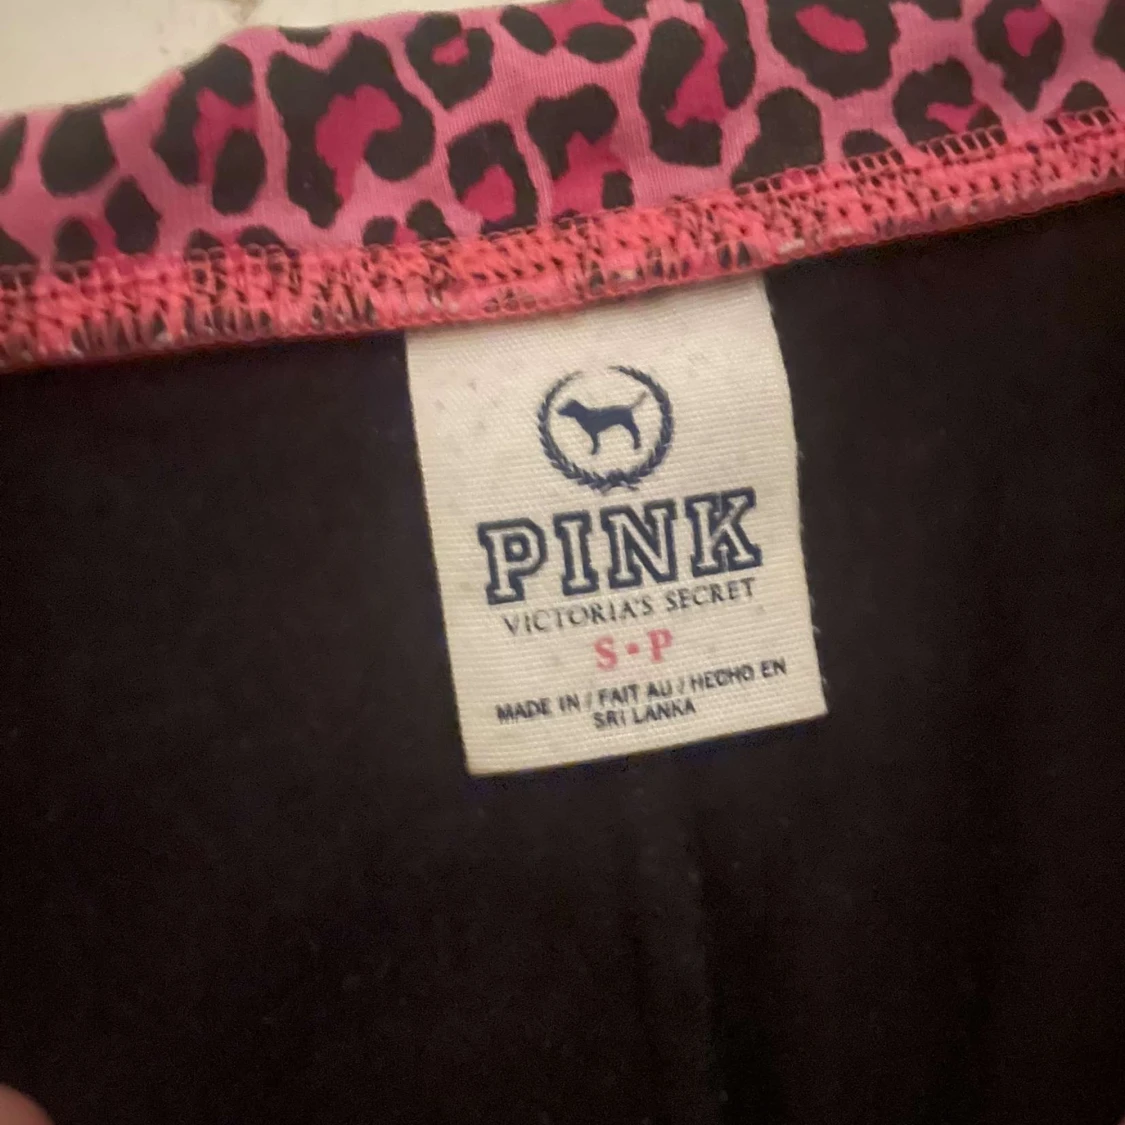 PINK
VICTORIA'S SECRET
S•P
MADE IN / FAIT AU / HECHO EN
SRI LANKA